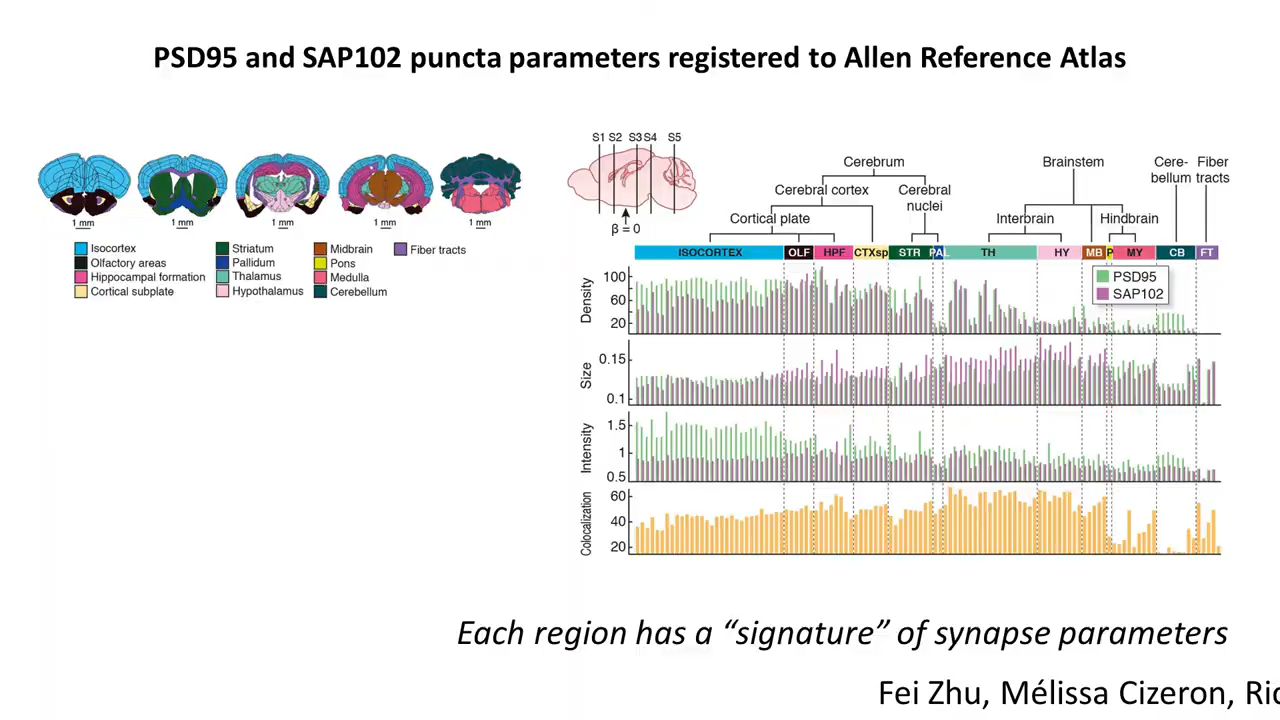 PSD95 and SAP102 puncta parameters registered to Allen Reference Atlas
1 mm
1 mm
1 mm
1 mm
1 mm
Isocortex
Olfactory areas
Hippocampal formation
Cortical subplate
Striatum
Pallidum
Thalamus
Hypothalamus
Midbrain
Pons
Medulla
Cerebellum
Fiber tracts
S1 S2 S3 S4 S5
β = 0
Cerebrum
Cerebral cortex
Cerebral
nuclei
Cortical plate
Brainstem
Interbrain
Hindbrain
Cere-
bellum
Fiber
tracts
ISOCORTEX OLF HPF CTXsp STR PAL TH HY MB P MY CB FT
PSD95
SAP102
Density
100
60
20
Size
0.15
0.1
Intensity
1.5
1
0.5
Colocalization
60
40
20
Each region has a “signature” of synapse parameters
Fei Zhu, Mélissa Cizeron, Ric